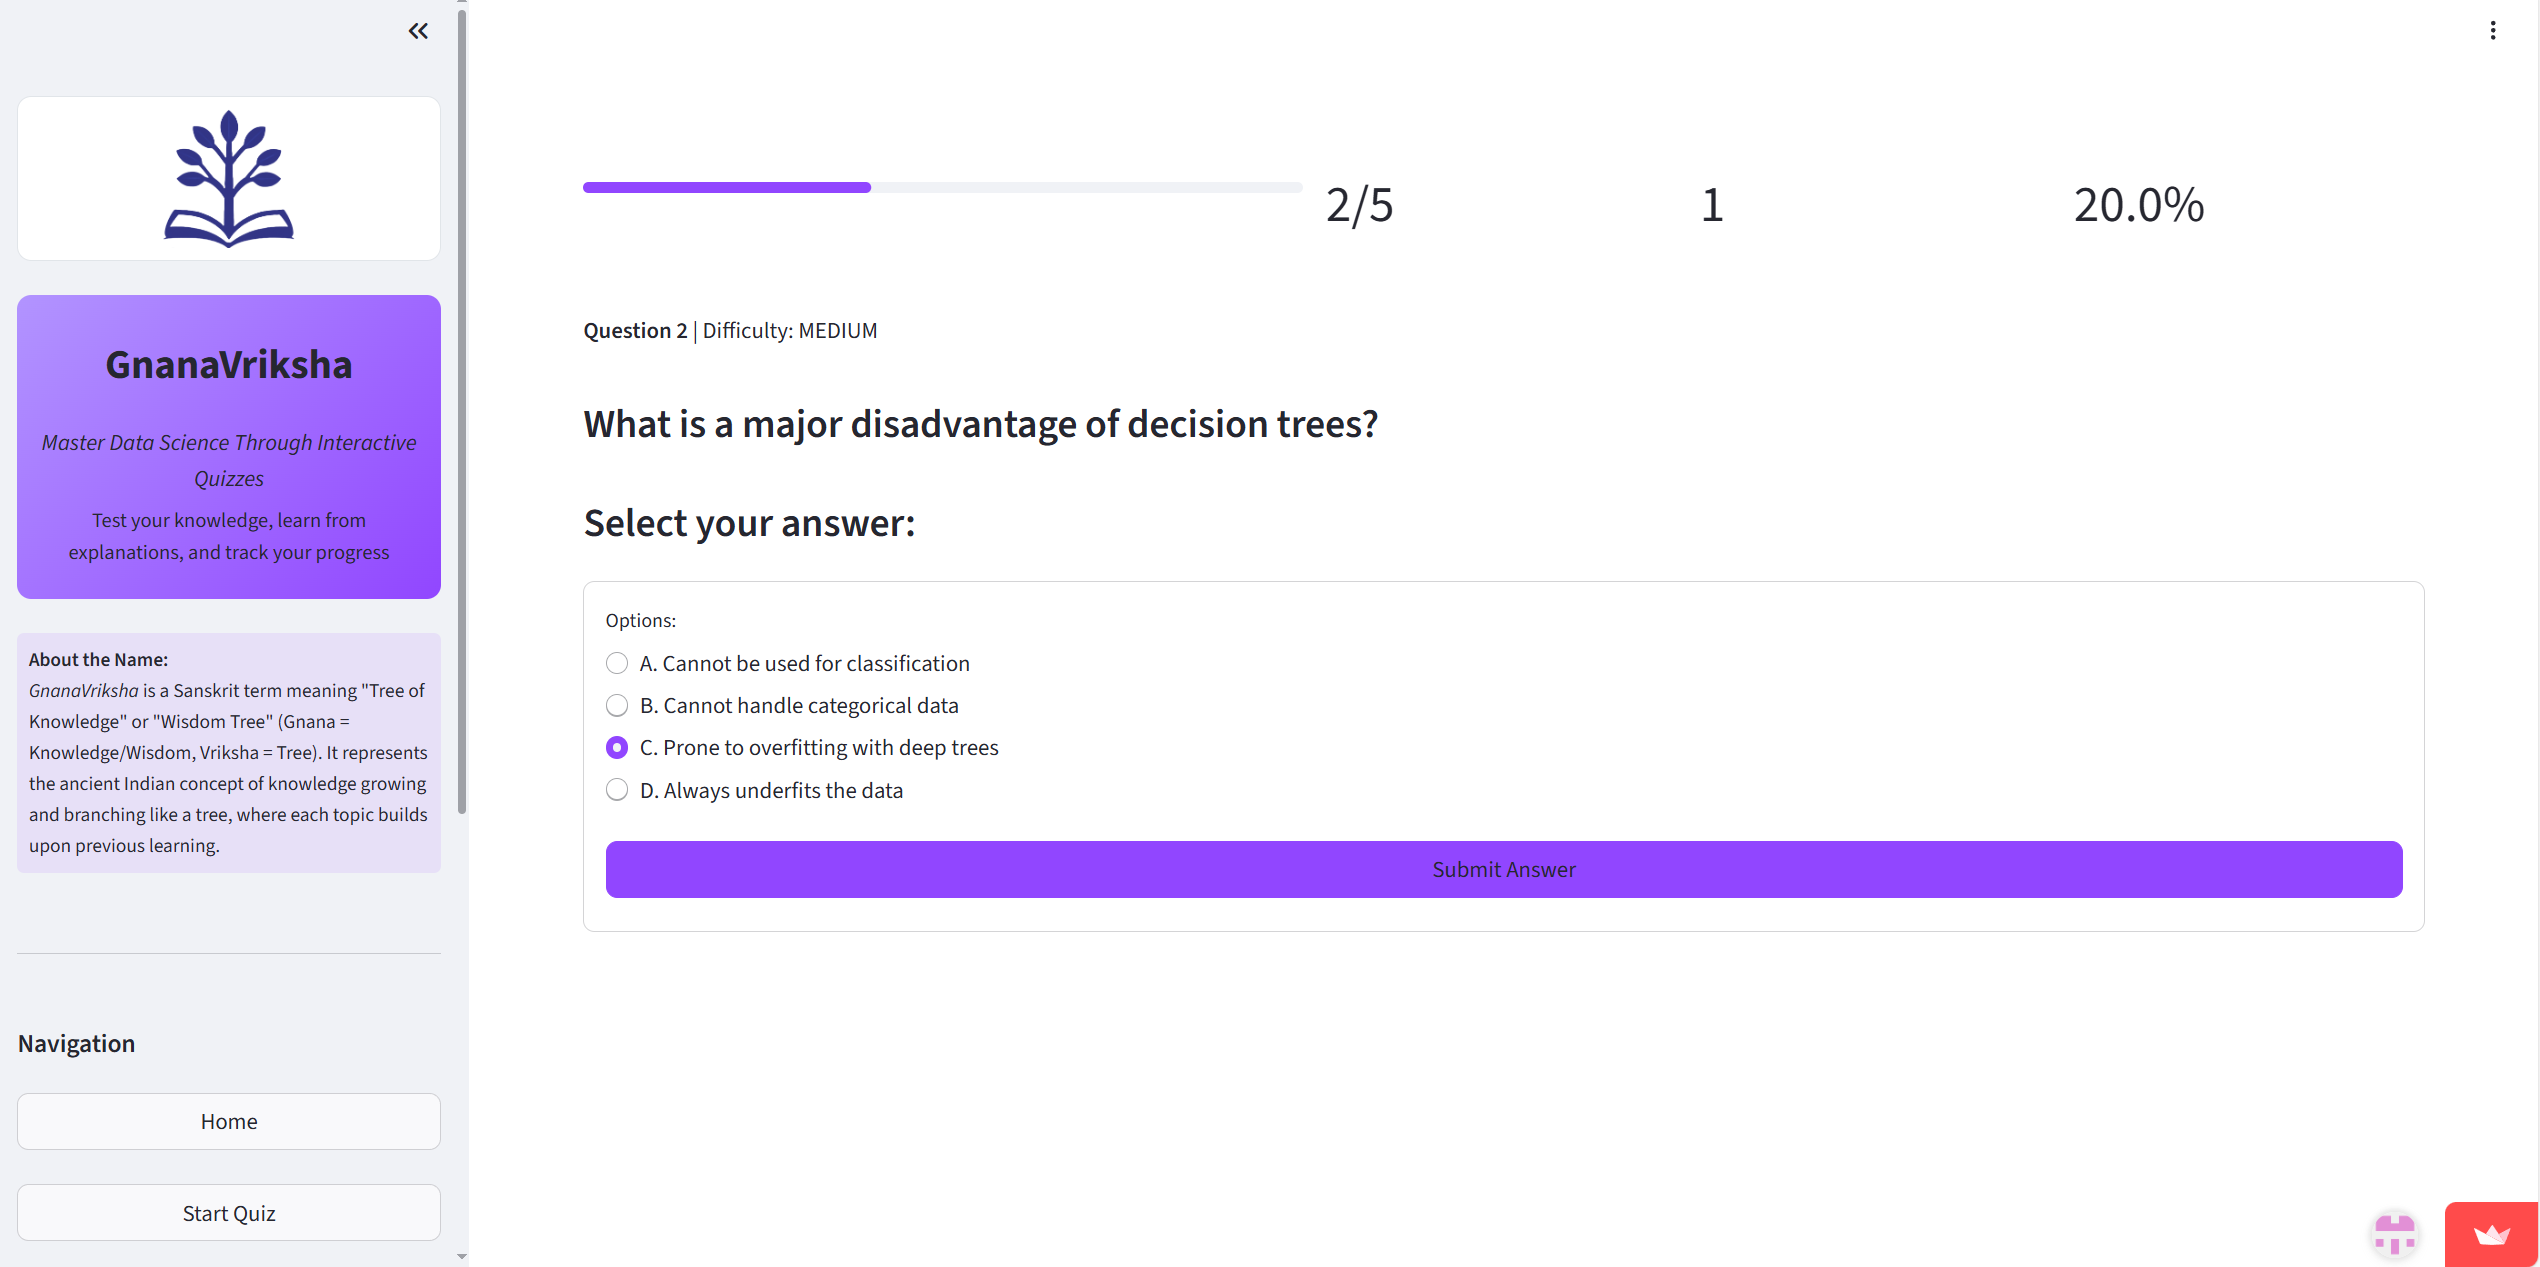 GnanaVriksha
Master Data Science Through Interactive
Quizzes
Test your knowledge, learn from
explanations, and track your progress
About the Name:
GnanaVriksha is a Sanskrit term meaning "Tree of
Knowledge" or "Wisdom Tree" (Gnana =
Knowledge/Wisdom, Vriksha = Tree). It represents
the ancient Indian concept of knowledge growing
and branching like a tree, where each topic builds
upon previous learning.
Navigation
Home
Start Quiz
2/5
1
20.0%
Question 2 | Difficulty: MEDIUM
What is a major disadvantage of decision trees?
Select your answer:
Options:
A. Cannot be used for classification
B. Cannot handle categorical data
C. Prone to overfitting with deep trees
D. Always underfits the data
Submit Answer